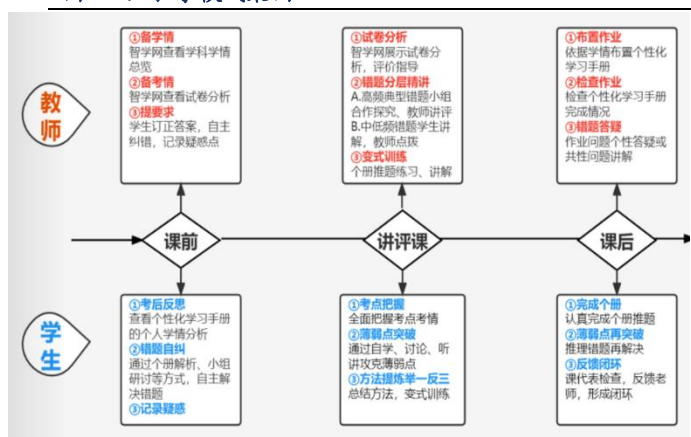 ①备学情
智学网查看学科学情
总览
②备考情
智学网查看试卷分析
③提要求
学生订正答案，自主
纠错，记录疑惑点
①试卷分析
智学网展示试卷分
析，评价指导
②错题分层精讲
A.高频典型错题小组
合作探究、教师讲评
B.中低频错题学生讲
解，教师点拨
③变式训练
个册推题练习、讲解
①布置作业
依据学情布置个性化
学习手册
②检查作业
检查个性化学习手册
完成情况
③错题答疑
作业问题个性答疑或
共性问题讲解
教
师
课前
讲评课
课后
学
生
①考后反思
查看个性化学习手册
的个人学情分析
②错题自纠
通过个册解析、小组
研讨等方式，自主解
决错题
③记录疑惑
①考点把握
全面把握考点考情
②薄弱点突破
通过自学、讨论、听
讲攻克薄弱点
③方法提炼举一反三
总结方法，变式训练
①完成个册
认真完成个册推题
②薄弱点再突破
推理错题再解决
③反馈闭环
课代表检查，反馈老
师，形成闭环